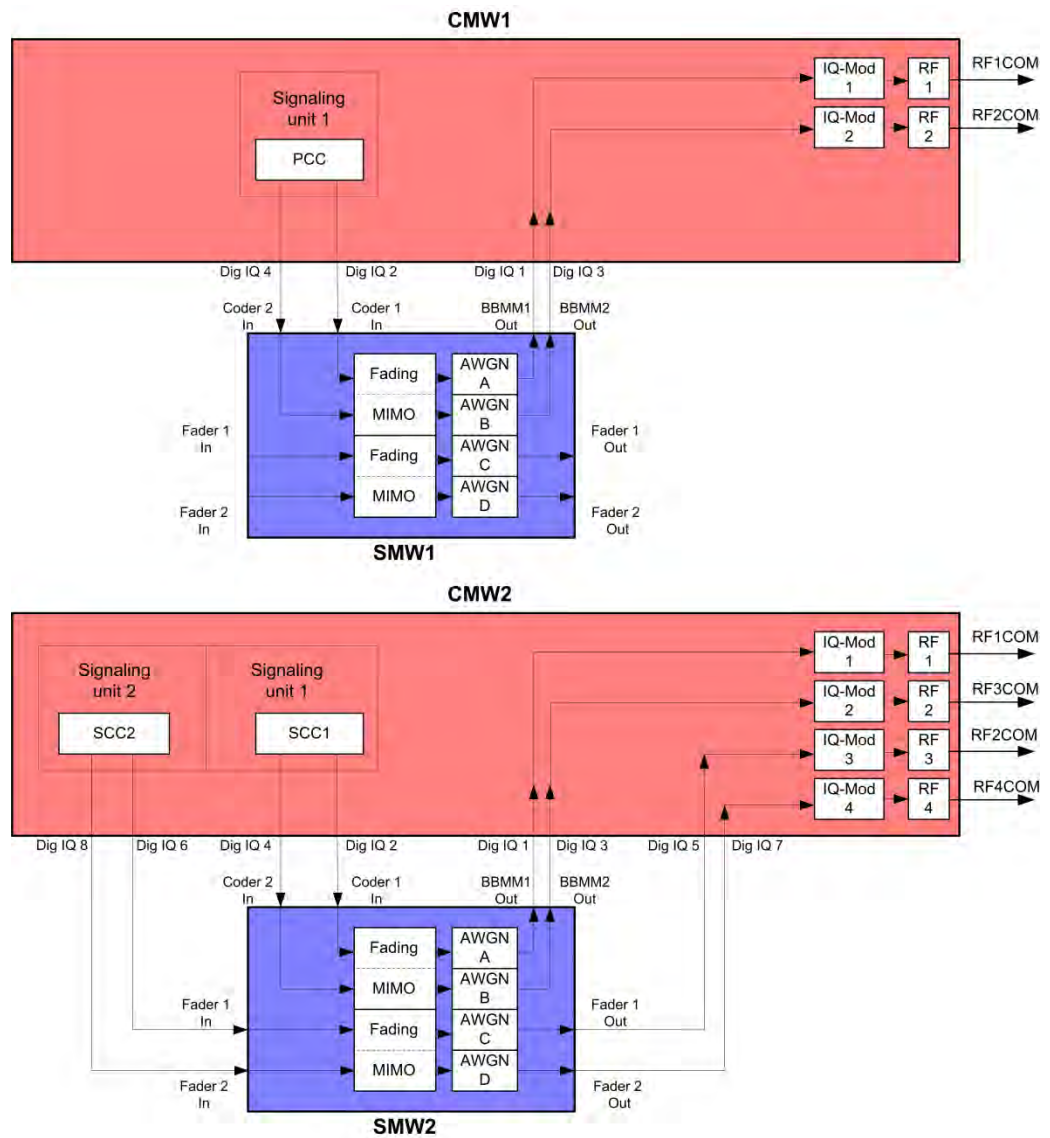 CMW1
Signaling
unit 1
PCC
IQ-Mod
1
RF
1
RF1COM
IQ-Mod
2
RF
2
RF2COM
Dig IQ 4
Dig IQ 2
Dig IQ 1
Dig IQ 3
Coder 2
In
Coder 1
In
BBMM1
Out
BBMM2
Out
Fading
AWGN
A
MIMO
AWGN
B
Fader 1
In
Fading
AWGN
C
Fader 1
Out
MIMO
AWGN
D
Fader 2
In
Fader 2
Out
SMW1
CMW2
Signaling
unit 2
SCC2
Signaling
unit 1
SCC1
IQ-Mod
1
RF
1
RF1COM
IQ-Mod
2
RF
2
RF3COM
IQ-Mod
3
RF
3
RF2COM
IQ-Mod
4
RF
4
RF4COM
Dig IQ 8
Dig IQ 6
Dig IQ 4
Dig IQ 2
Dig IQ 1
Dig IQ 3
Dig IQ 5
Dig IQ 7
Coder 2
In
Coder 1
In
BBMM1
Out
BBMM2
Out
Fading
AWGN
A
MIMO
AWGN
B
Fader 1
In
Fading
AWGN
C
Fader 1
Out
MIMO
AWGN
D
Fader 2
In
Fader 2
Out
SMW2